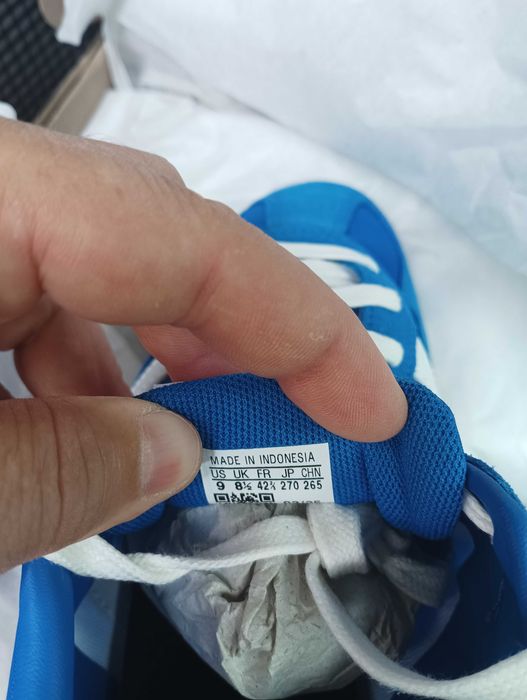 MADE IN INDONESIA
US UK FR JP CHN
9 8½ 42⅔ 270 265